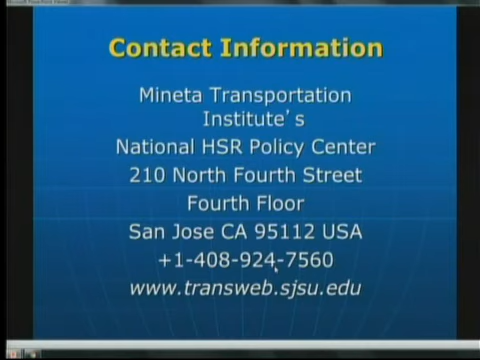 Contact Information
Mineta Transportation
Institute’s
National HSR Policy Center
210 North Fourth Street
Fourth Floor
San Jose CA 95112 USA
+1-408-924-7560
www.transweb.sjsu.edu